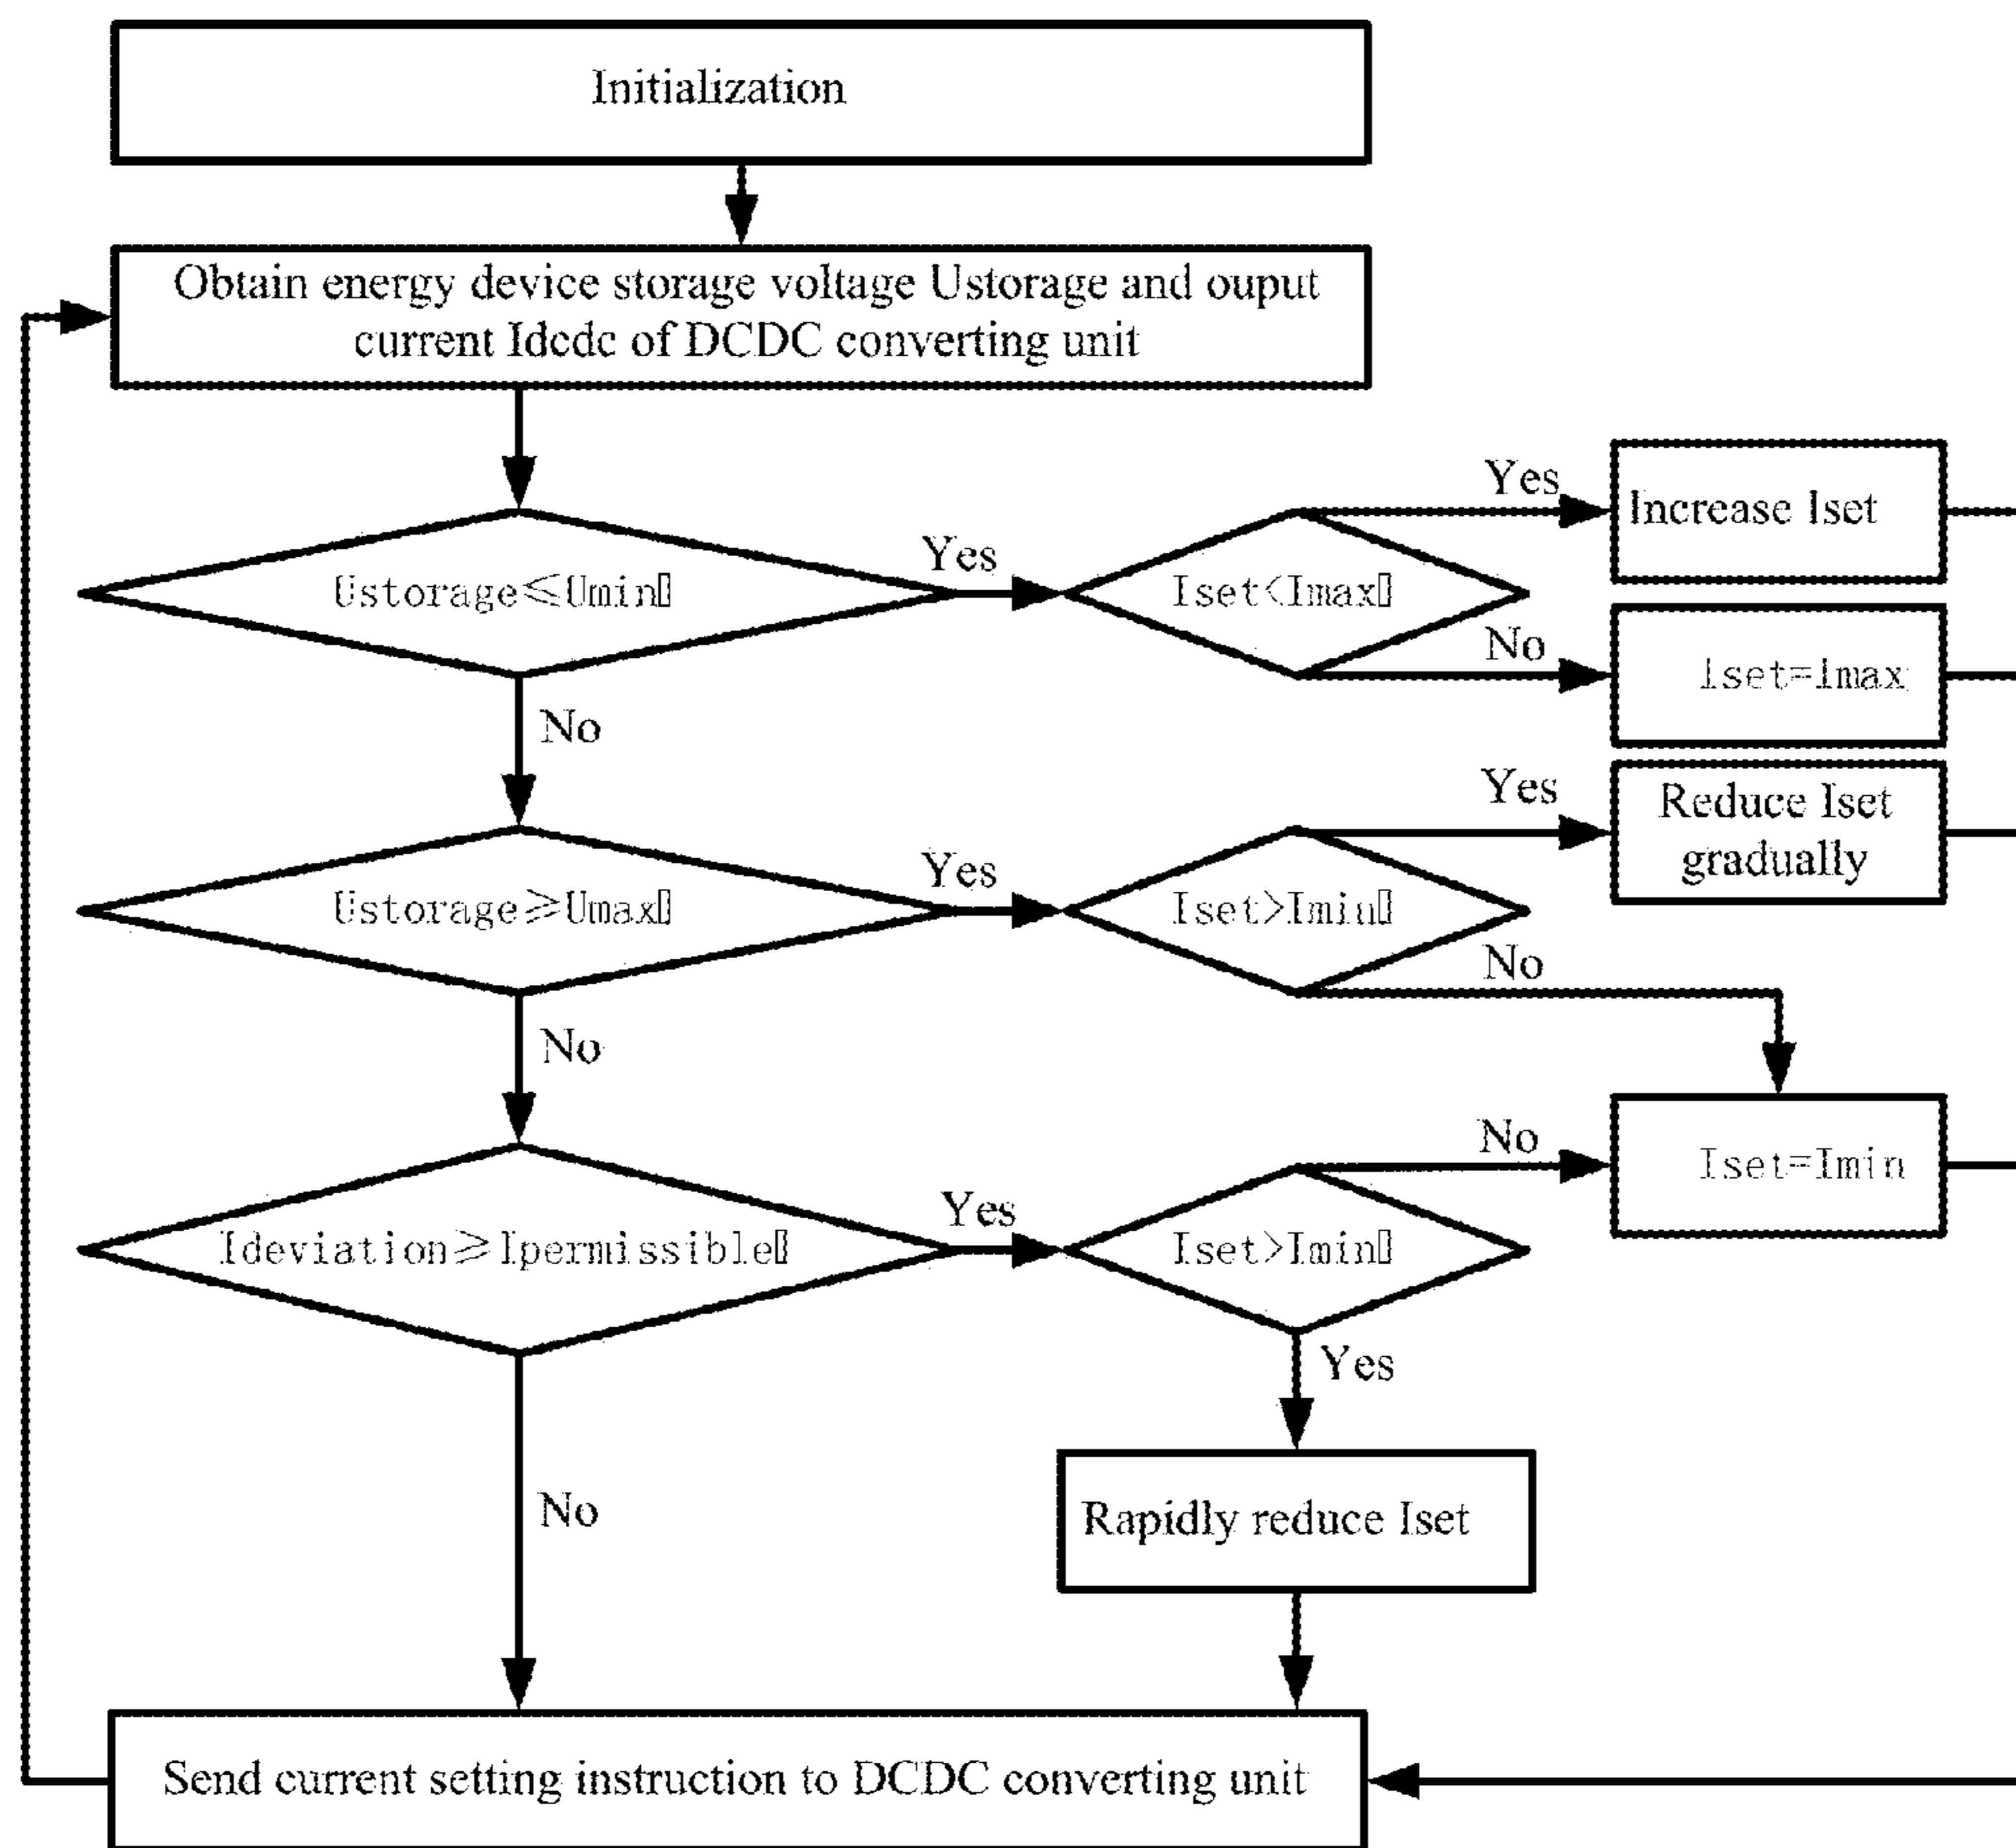 Initialization
Obtain energy device storage voltage Ustorage and ouput
current Idcdc of DCDC converting unit
Yes
Increase Iset
Yes
Ustorage≤Umin
Iset<Imax
No
Iset=Imax
No
Yes
Reduce Iset
gradually
Yes
Ustorage≥Umax
Iset>Imin
No
No
No
Iset=Imin
Yes
Ideviation≥Ipermissible
Iset>Imin
Yes
No
Rapidly reduce Iset
Send current setting instruction to DCDC converting unit